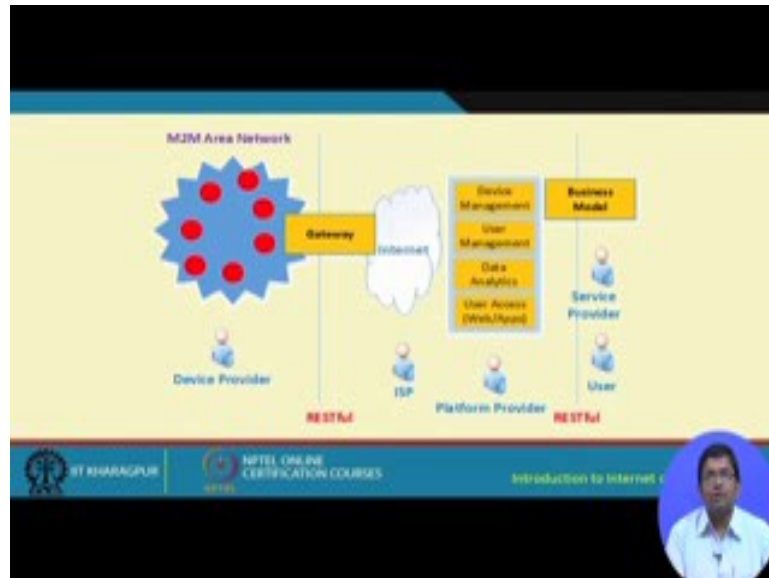 M2M Area Network
Gateway
Internet
Device
Management
User
Management
Data
Analytics
User Access
(Web/Apps)
Business
Model
Service
Provider
User
Device Provider
ISP
Platform Provider
RESTful
RESTful
IIT KHARAGPUR
NPTEL ONLINE
CERTIFICATION COURSES
NPTEL
Introduction to Internet